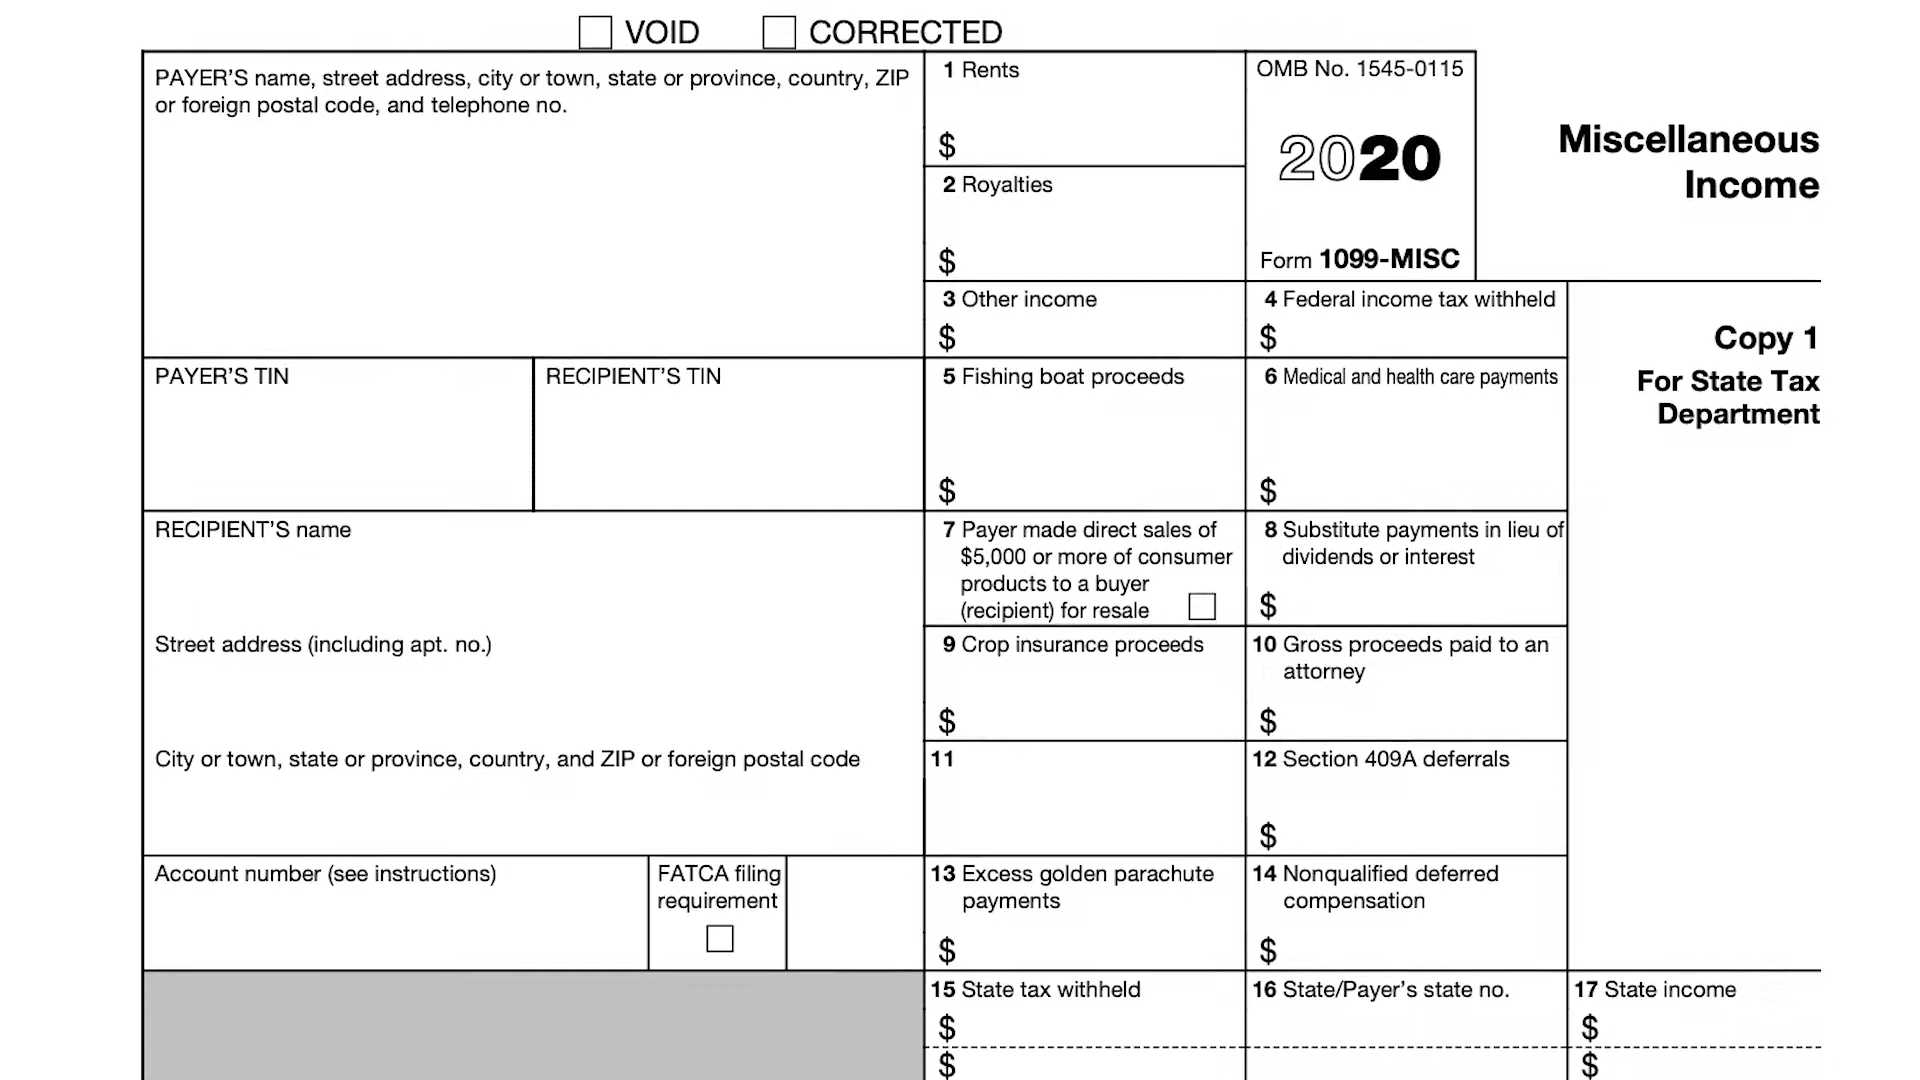 VOID CORRECTED
PAYER'S name, street address, city or town, state or province, country, ZIP
or foreign postal code, and telephone no.
1 Rents
$
2 Royalties
$
OMB No. 1545-0115
2020
Form 1099-MISC
Miscellaneous
Income
3 Other income
$
4 Federal income tax withheld
$
Copy 1
For State Tax
Department
PAYER'S TIN
RECIPIENT'S TIN
5 Fishing boat proceeds
$
6 Medical and health care payments
$
RECIPIENT'S name
7 Payer made direct sales of
$5,000 or more of consumer
products to a buyer
(recipient) for resale
8 Substitute payments in lieu of
dividends or interest
$
Street address (including apt. no.)
9 Crop insurance proceeds
$
10 Gross proceeds paid to an
attorney
$
City or town, state or province, country, and ZIP or foreign postal code
11
12 Section 409A deferrals
$
Account number (see instructions)
FATCA filing
requirement
13 Excess golden parachute
payments
$
14 Nonqualified deferred
compensation
$
15 State tax withheld
$
$
16 State/Payer's state no.
17 State income
$
$